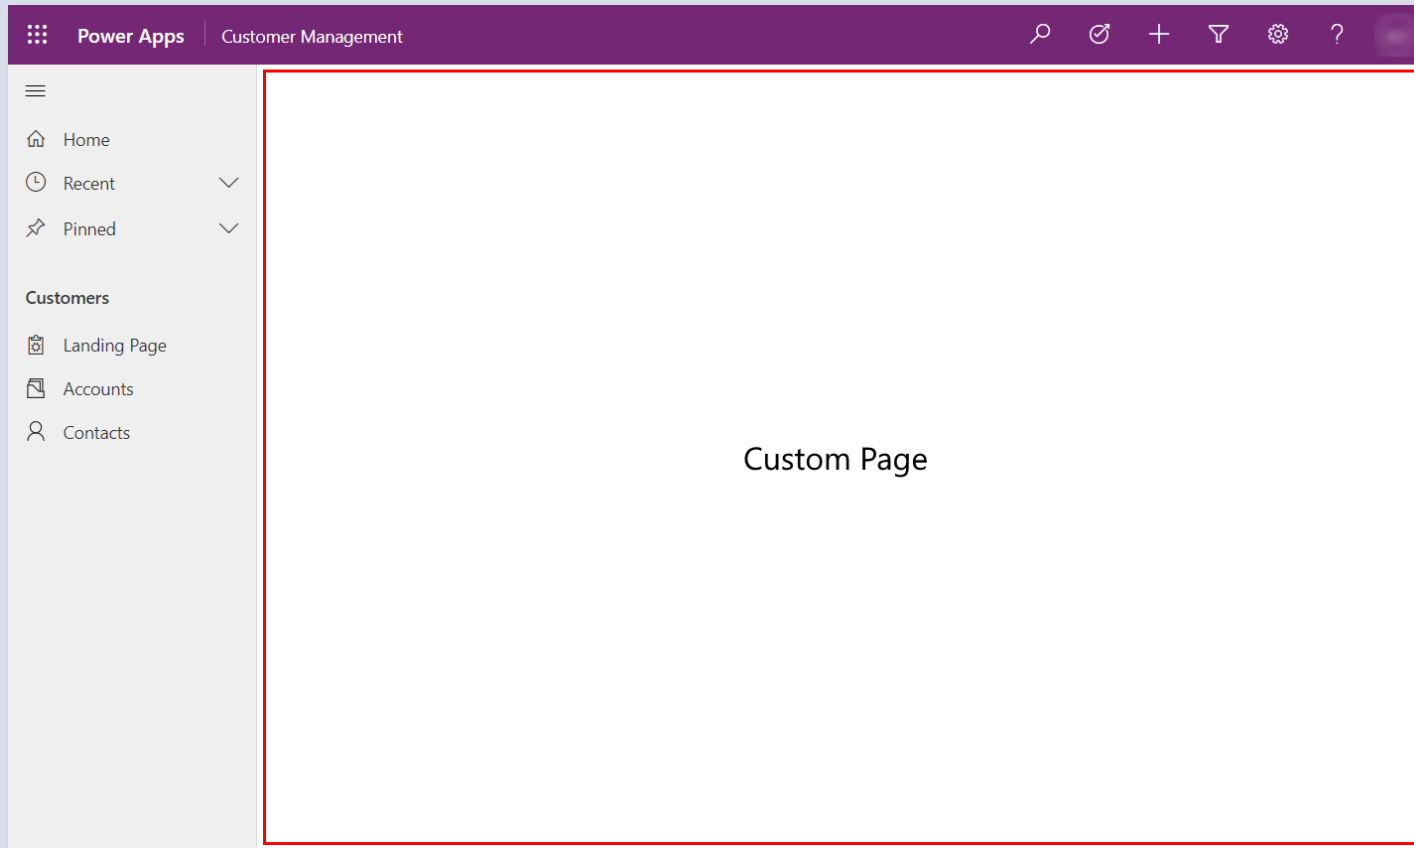 Power Apps
Customer Management
Home
Recent
Pinned
Customers
Landing Page
Accounts
Contacts
Custom Page